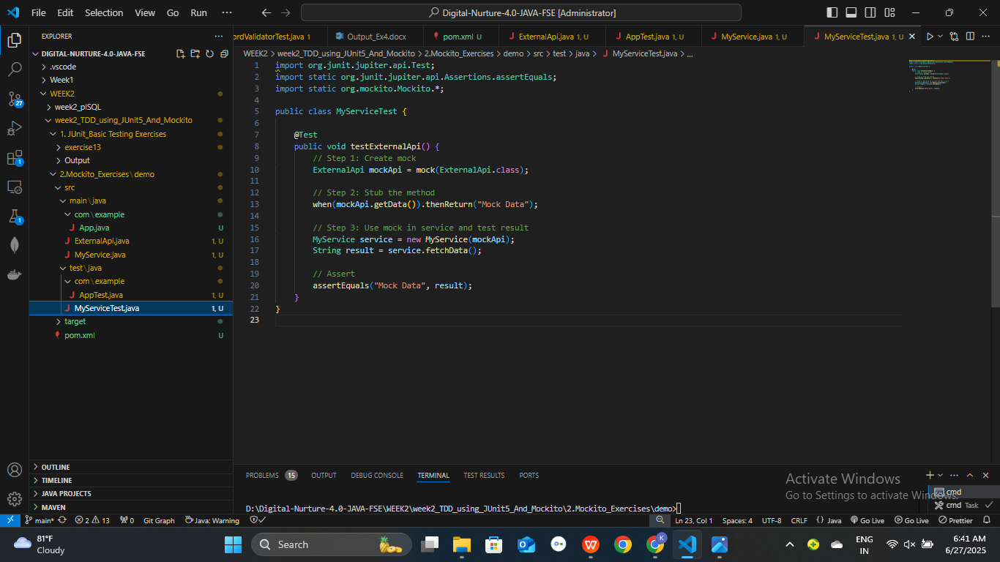 File Edit Selection View Go Run ··· Digital-Nurture-4.0-JAVA-FSE [Administrator]
EXPLORER
ordValidatorTest.java 1 Output_Ex4.docx pom.xml U ExternalApi.java 1, U AppTest.java 1, U MyService.java 1, U MyServiceTest.java 1, U
DIGITAL-NURTURE-4.0-JAVA-FSE
WEEK2 > week2_TDD_using_JUnit5_And_Mockito > 2.Mockito_Exercises > demo > src > test > java > MyServiceTest.java > ...
.vscode
Week1
WEEK2
week2_plSQL
week2_TDD_using_JUnit5_And_Mockito
1. JUnit_Basic Testing Exercises
exercise13
Output
2.Mockito_Exercises\demo
src
main\java
com\example
App.java U
ExternalApi.java 1, U
MyService.java 1, U
test\java
com\example
AppTest.java 1, U
MyServiceTest.java 1, U
target
pom.xml U
OUTLINE
TIMELINE
JAVA PROJECTS
MAVEN
27
1
1
1 import org.junit.jupiter.api.Test;
2 import static org.junit.jupiter.api.Assertions.assertEquals;
3 import static org.mockito.Mockito.*;
4
5 public class MyServiceTest {
6
7 @Test
8 public void testExternalApi() {
9 // Step 1: Create mock
10 ExternalApi mockApi = mock(ExternalApi.class);
11
12 // Step 2: Stub the method
13 when(mockApi.getData()).thenReturn("Mock Data");
14
15 // Step 3: Use mock in service and test result
16 MyService service = new MyService(mockApi);
17 String result = service.fetchData();
18
19 // Assert
20 assertEquals("Mock Data", result);
21 }
22 }
23
PROBLEMS 15 OUTPUT DEBUG CONSOLE TERMINAL TEST RESULTS PORTS
Activate Windows
Go to Settings to activate Windows.
cmd
cmd Task
D:\Digital-Nurture-4.0-JAVA-FSE\WEEK2\week2_TDD_using_JUnit5_And_Mockito\2.Mockito_Exercises\demo>
main* 2 13 0 Git Graph Java: Warning Ln 23, Col 1 Spaces: 4 UTF-8 CRLF {} Java Go Live Go Live Prettier
81°F
Cloudy
Search
K
ENG
IN
6:41 AM
6/27/2025